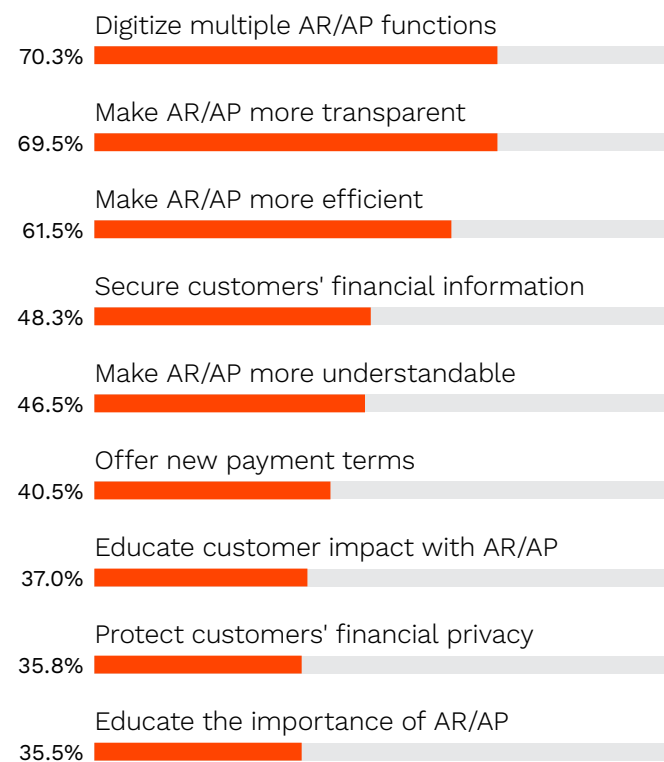 Digitize multiple AR/AP functions
70.3%
Make AR/AP more transparent
69.5%
Make AR/AP more efficient
61.5%
Secure customers' financial information
48.3%
Make AR/AP more understandable
46.5%
Offer new payment terms
40.5%
Educate customer impact with AR/AP
37.0%
Protect customers' financial privacy
35.8%
Educate the importance of AR/AP
35.5%